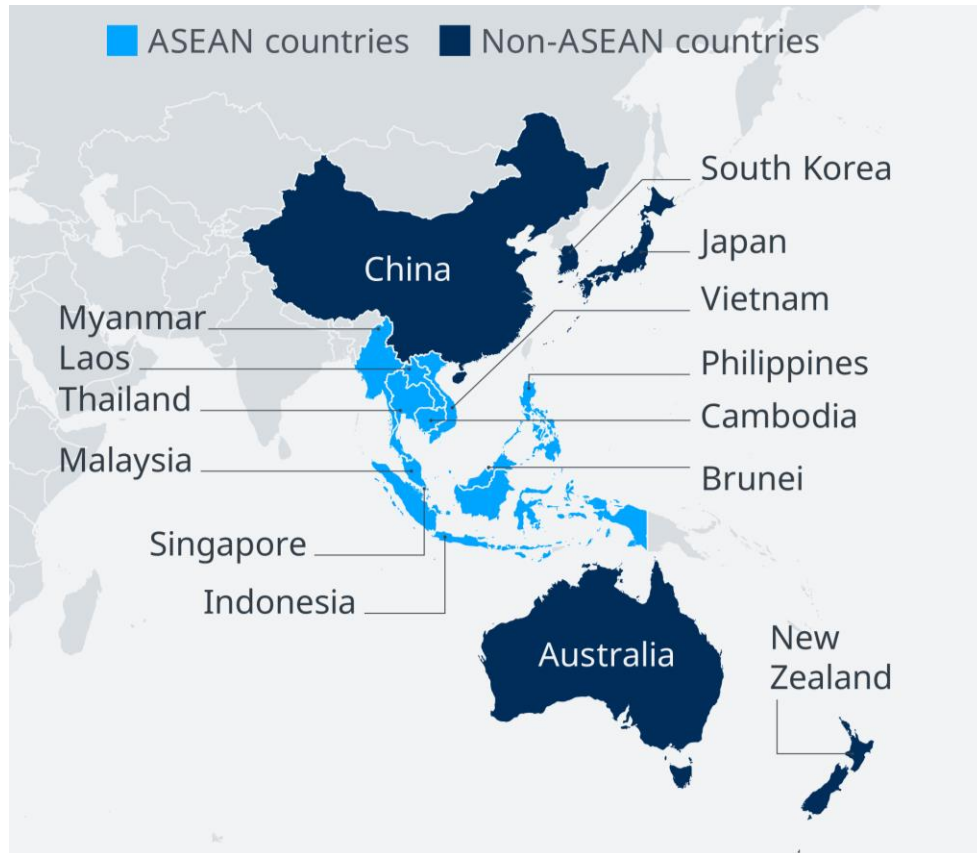 ASEAN countries Non-ASEAN countries
South Korea
Japan
China
Vietnam
Myanmar
Laos
Philippines
Thailand
Cambodia
Malaysia
Brunei
Singapore
Indonesia
Australia
New
Zealand